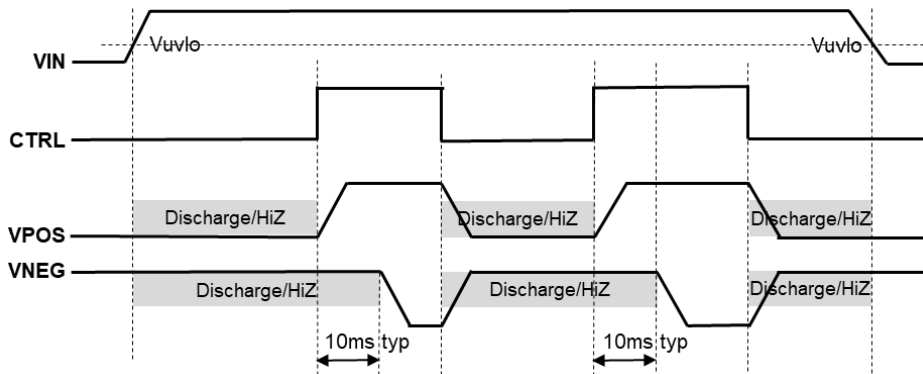 Vuvlo Vuvlo
VIN
CTRL
Discharge/HiZ Discharge/HiZ Discharge/HiZ
VPOS
VNEG
Discharge/HiZ Discharge/HiZ Discharge/HiZ
10ms typ 10ms typ